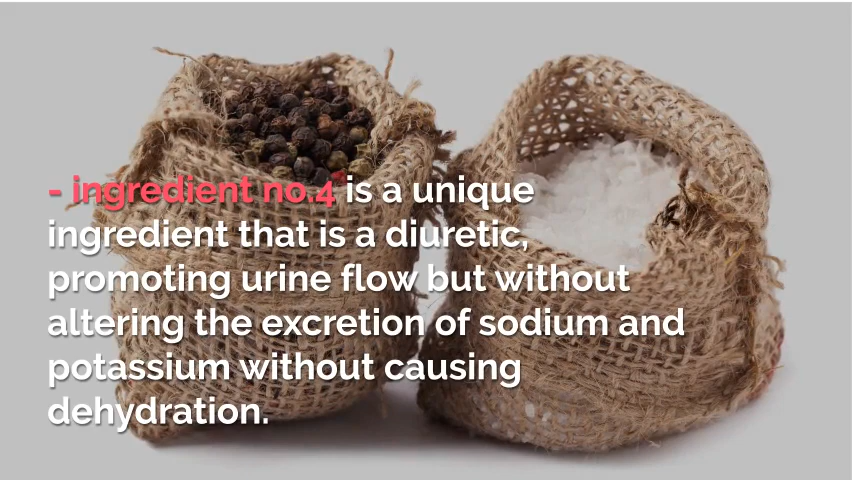 - ingredient no.4 is a unique
ingredient that is a diuretic,
promoting urine flow but without
altering the excretion of sodium and
potassium without causing
dehydration.